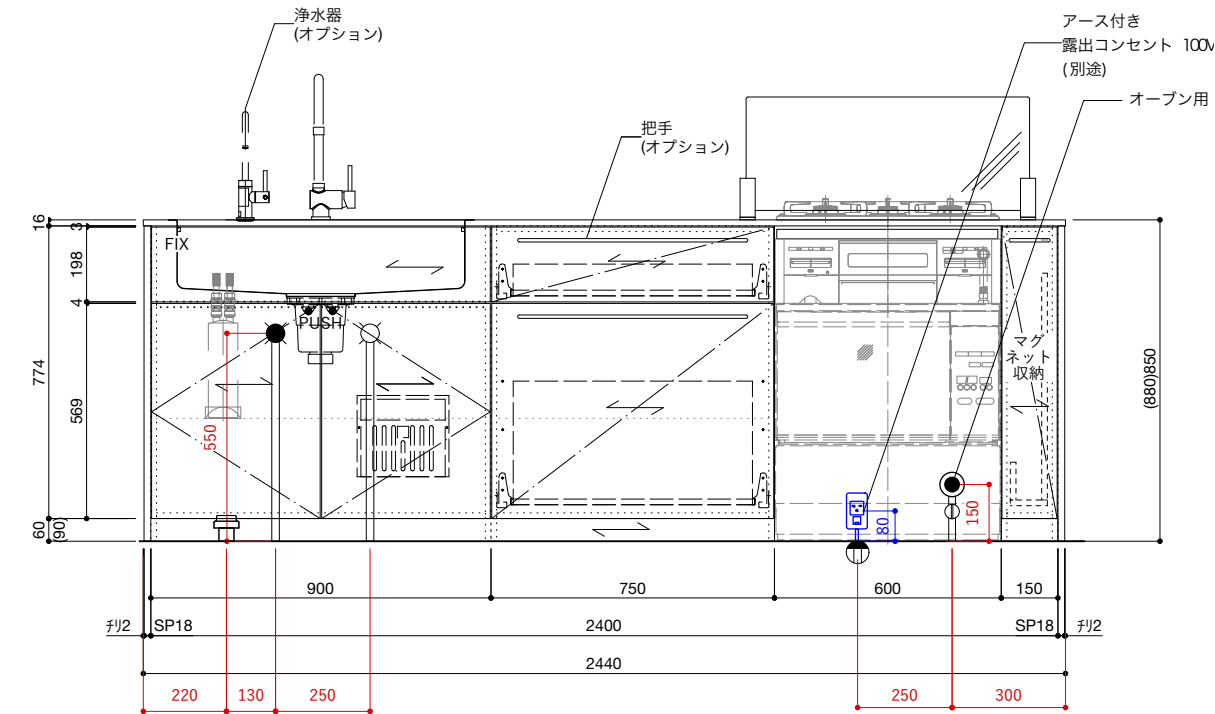 浄水器
(オプション)
アース付き
露出コンセント 100V
(別途)
オーブン用
把手
(オプション)
FIX
PUSH
マグ
ネット
収納
16
3
198
4
774
569
60
(90)
550
80
150
(880)850
900
750
600
150
ﾁﾘ2
SP18
2400
SP18
ﾁﾘ2
2440
220
130
250
250
300